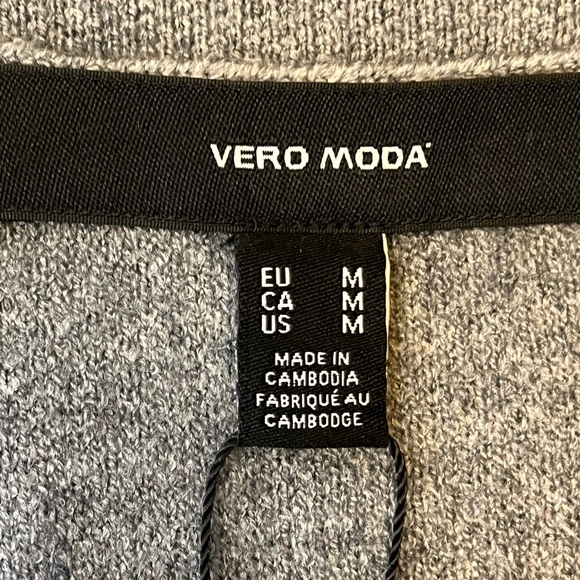 VERO MODA
EU M
CA M
US M
MADE IN
CAMBODIA
FABRIQUÉ AU
CAMBODGE